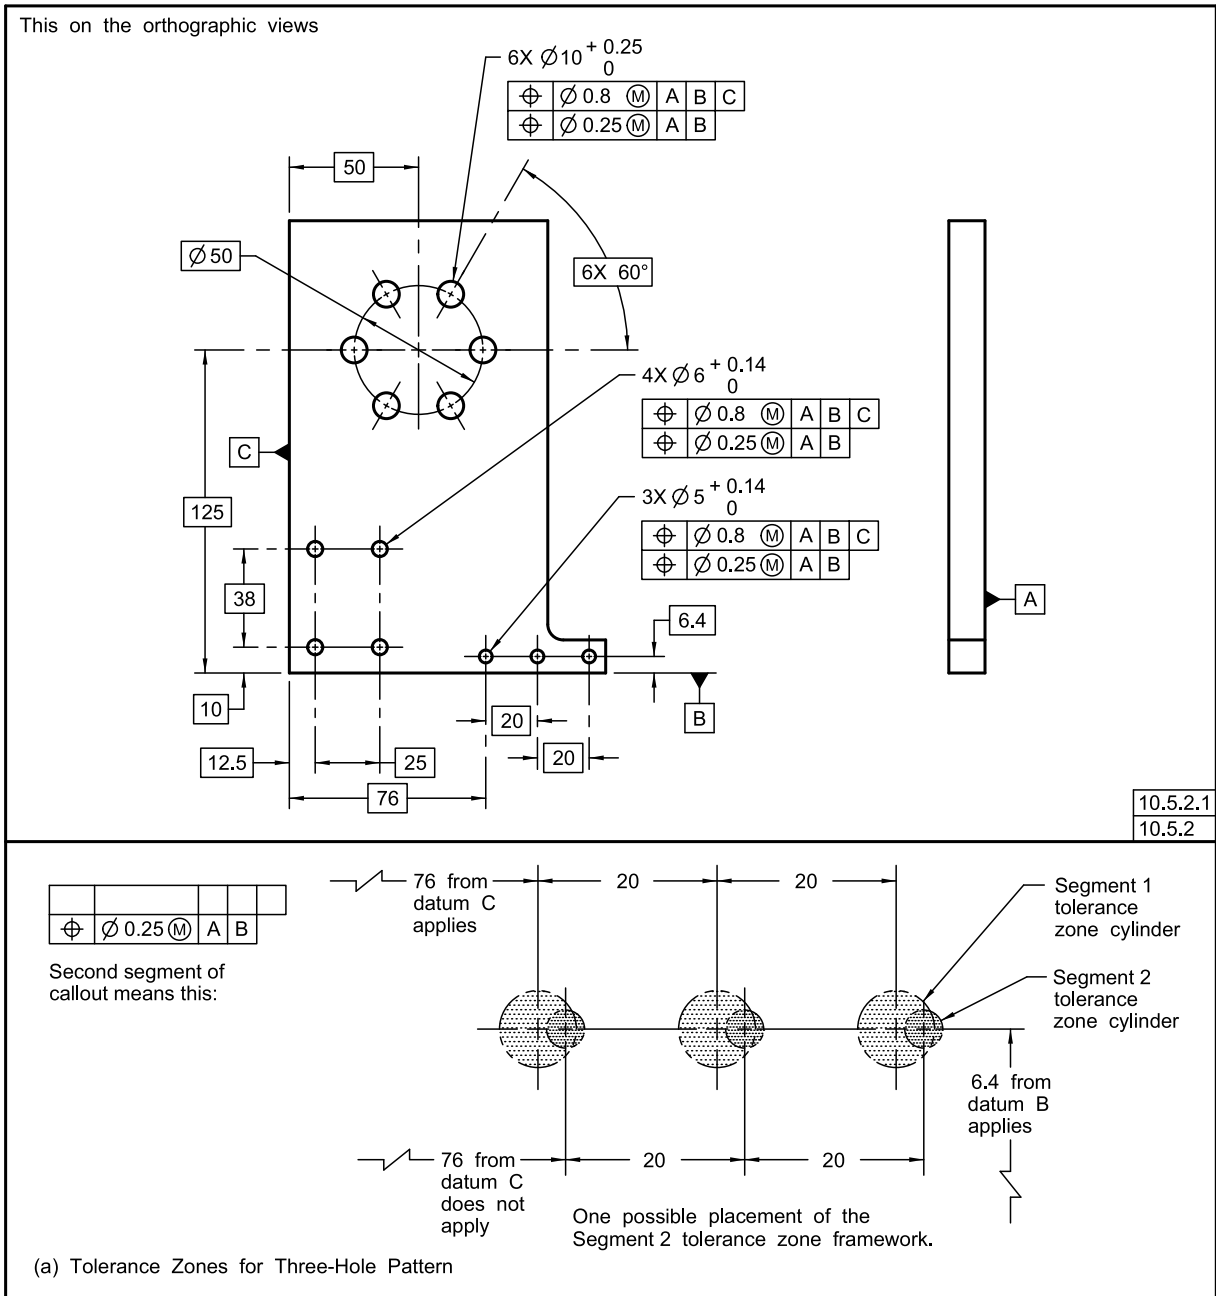 This on the orthographic views
6X ⌀10 + 0.25
0
⌖ ⌀ 0.8 Ⓜ A B C
⌖ ⌀ 0.25 Ⓜ A B
50
⌀ 50
6X 60°
4X ⌀ 6 + 0.14
0
⌖ ⌀ 0.8 Ⓜ A B C
⌖ ⌀ 0.25 Ⓜ A B
C
3X ⌀ 5 + 0.14
0
125
⌖ ⌀ 0.8 Ⓜ A B C
⌖ ⌀ 0.25 Ⓜ A B
38
A
6.4
10
B
20
12.5
25
20
76
10.5.2.1
10.5.2
⌖ ⌀ 0.25 Ⓜ A B
Second segment of
callout means this:
76 from
datum C
applies
20
20
Segment 1
tolerance
zone cylinder
Segment 2
tolerance
zone cylinder
6.4 from
datum B
applies
76 from
datum C
does not
apply
20
20
One possible placement of the
Segment 2 tolerance zone framework.
(a) Tolerance Zones for Three-Hole Pattern